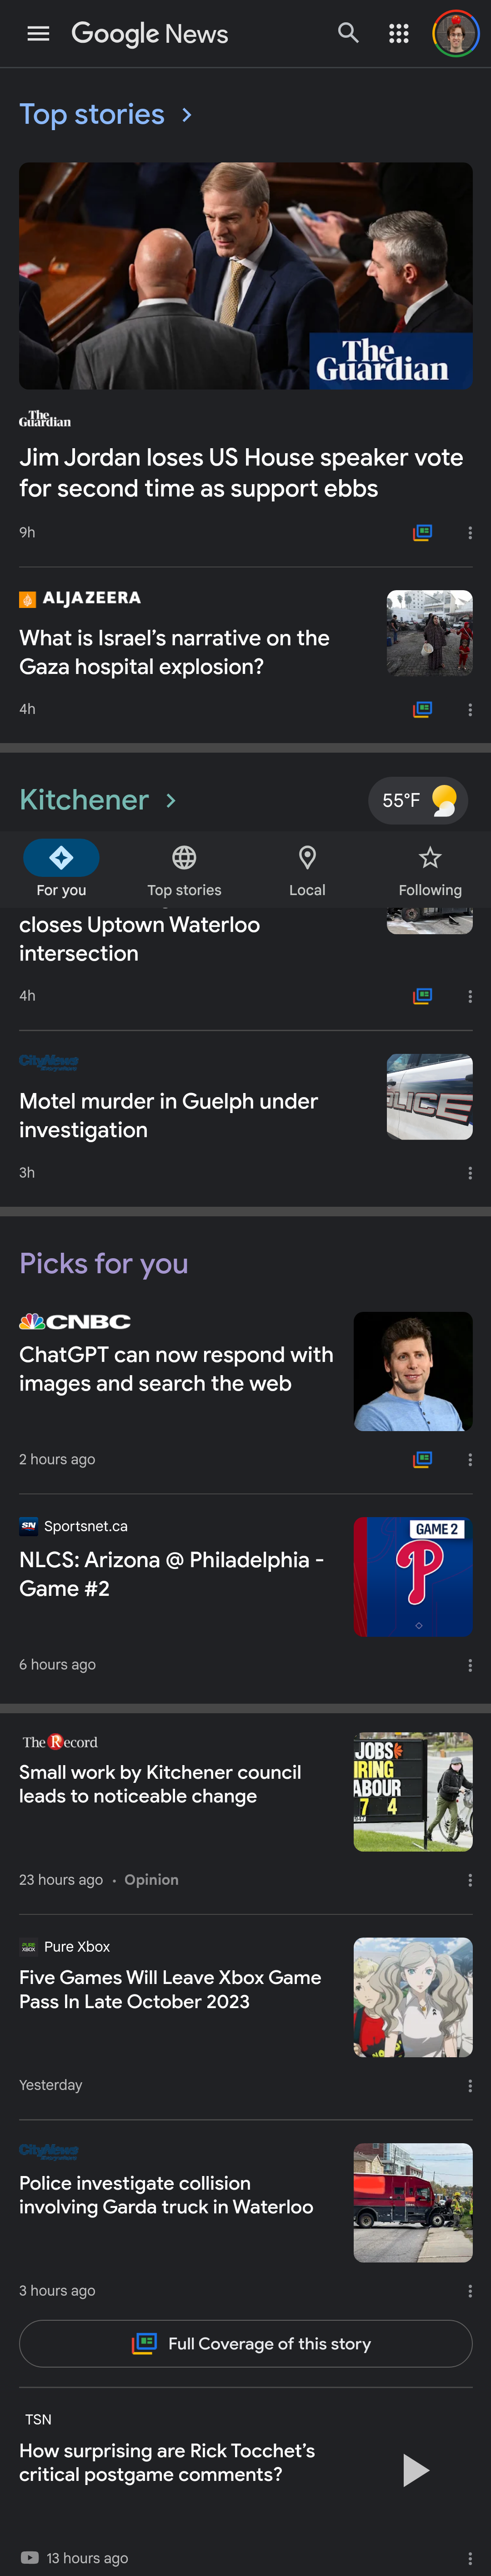 Google News
Top stories
The
Guardian
The
Guardian
Jim Jordan loses US House speaker vote
for second time as support ebbs
9h
ALJAZEERA
What is Israel's narrative on the
Gaza hospital explosion?
4h
Kitchener
55°F
For you
Top stories
Local
Following
closes Uptown Waterloo
intersection
4h
CityNews
Motel murder in Guelph under
investigation
LICE
3h
Picks for you
CNBC
ChatGPT can now respond with
images and search the web
2 hours ago
SN Sportsnet.ca
GAME 2
P
NLCS: Arizona @ Philadelphia -
Game #2
6 hours ago
The Record
JOBS
IRING
ABOUR
7 4
Small work by Kitchener council
leads to noticeable change
23 hours ago • Opinion
PURE XBOX Pure Xbox
Five Games Will Leave Xbox Game
Pass In Late October 2023
Yesterday
CityNews
Police investigate collision
involving Garda truck in Waterloo
3 hours ago
Full Coverage of this story
TSN
How surprising are Rick Tocchet's
critical postgame comments?
13 hours ago